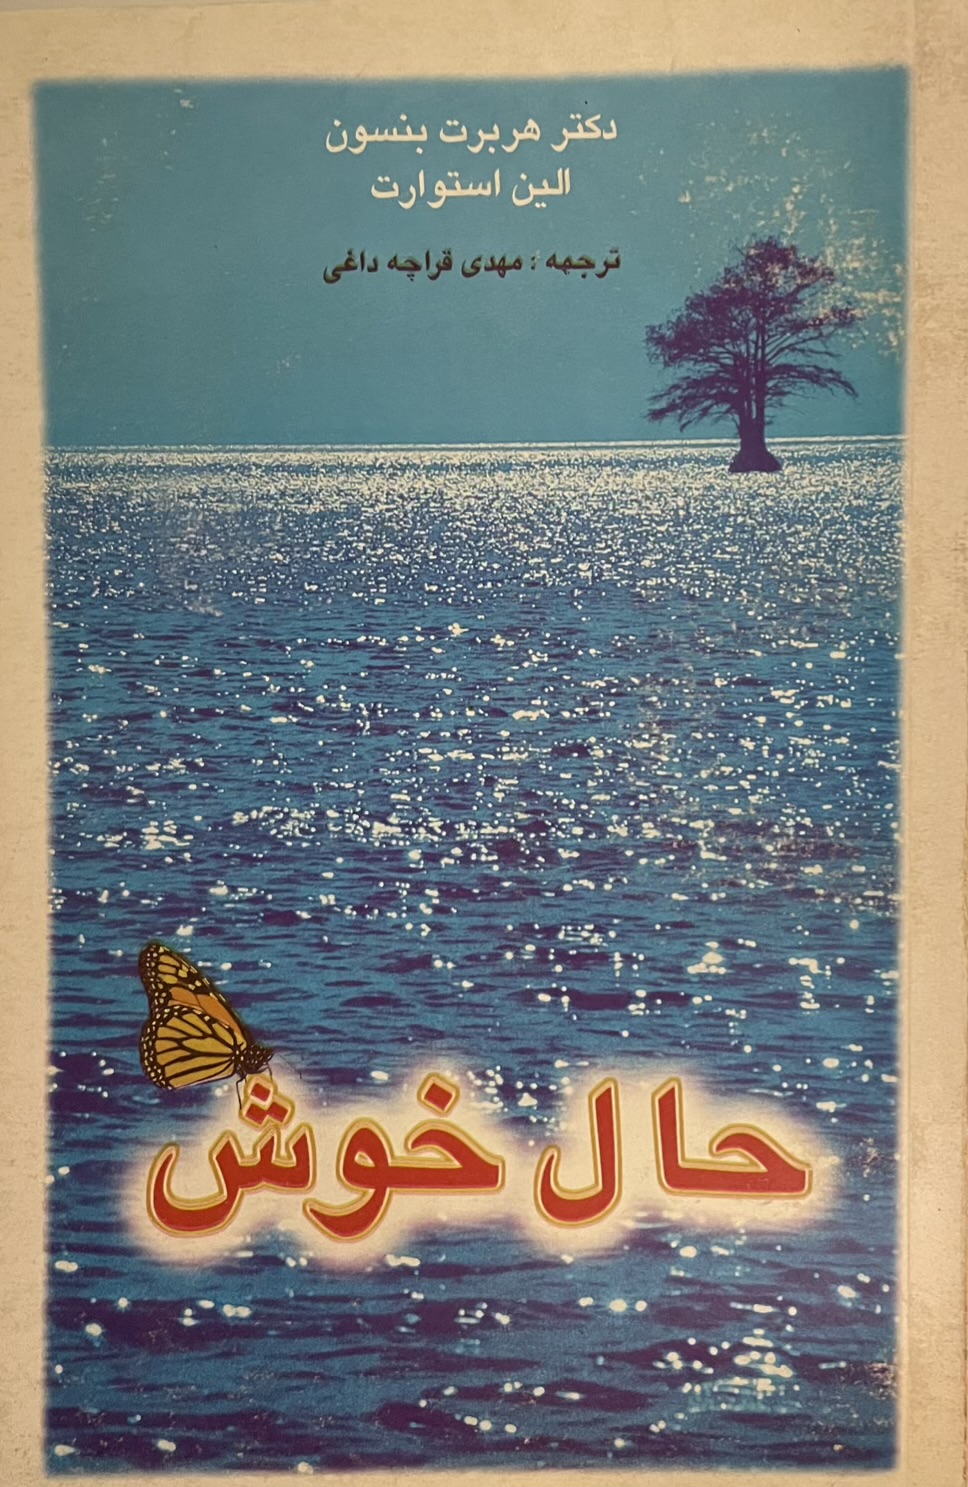 دکتر هربرت بنسون
الین استوارت
ترجمه : مهدی قراچه داغی
حال خوش